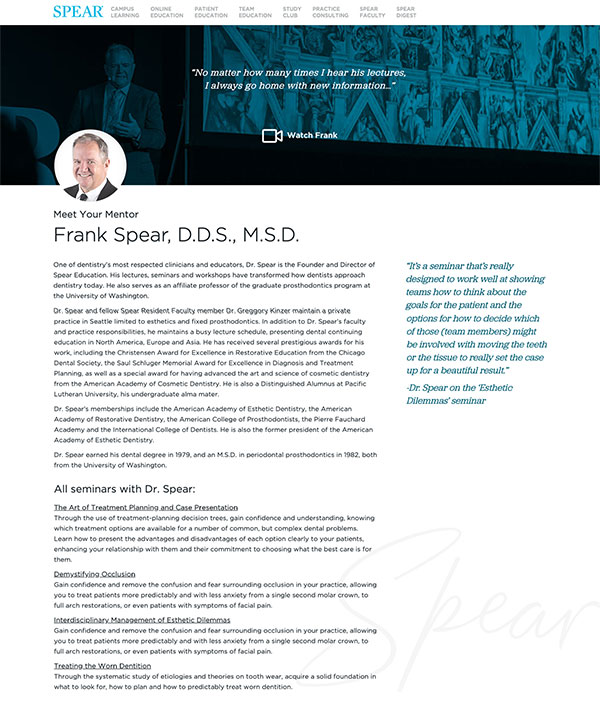 SPEAR
CAMPUS
LEARNING
ONLINE
EDUCATION
PATIENT
EDUCATION
TEAM
EDUCATION
STUDY
CLUB
PRACTICE
CONSULTING
SPEAR
FACULTY
SPEAR
DIGEST
“No matter how many times I hear his lectures,
I always go home with new information...”
Watch Frank
Meet Your Mentor
Frank Spear, D.D.S., M.S.D.
One of dentistry's most respected clinicians and educators, Dr. Spear is the Founder and Director of
Spear Education. His lectures, seminars and workshops have transformed how dentists approach
dentistry today. He also serves as an affiliate professor of the graduate prosthodontics program at
the University of Washington.
Dr. Spear and fellow Spear Resident Faculty member Dr. Greggory Kinzer maintain a private
practice in Seattle limited to esthetics and fixed prosthodontics. In addition to Dr. Spear's faculty
and practice responsibilities, he maintains a busy lecture schedule, presenting dental continuing
education in North America, Europe and Asia. He has received several prestigious awards for his
work, including the Christensen Award for Excellence in Restorative Education from the Chicago
Dental Society, the Saul Schluger Memorial Award for Excellence in Diagnosis and Treatment
Planning, as well as a special award for having advanced the art and science of cosmetic dentistry
from the American Academy of Cosmetic Dentistry. He is also a Distinguished Alumnus at Pacific
Lutheran University, his undergraduate alma mater.
Dr. Spear's memberships include the American Academy of Esthetic Dentistry, the American
Academy of Restorative Dentistry, the American College of Prosthodontists, the Pierre Fauchard
Academy and the International College of Dentists. He is also the former president of the American
Academy of Esthetic Dentistry.
Dr. Spear earned his dental degree in 1979, and an M.S.D. in periodontal prosthodontics in 1982, both
from the University of Washington.
“It’s a seminar that’s really
designed to work well at showing
teams how to think about the
goals for the patient and the
options for how to decide which
of those (team members) might
be involved with moving the teeth
or the tissue to really set the case
up for a beautiful result.”
-Dr. Spear on the ‘Esthetic
Dilemmas’ seminar
All seminars with Dr. Spear:
The Art of Treatment Planning and Case Presentation
Through the use of treatment-planning decision trees, gain confidence and understanding, knowing
which treatment options are available for a number of common, but complex dental problems.
Learn how to present the advantages and disadvantages of each option clearly to your patients,
enhancing your relationship with them and their commitment to choosing what the best care is for
them.
Demystifying Occlusion
Gain confidence and remove the confusion and fear surrounding occlusion in your practice, allowing
you to treat patients more predictably and with less anxiety from a single second molar crown, to
full arch restorations, or even patients with symptoms of facial pain.
Interdisciplinary Management of Esthetic Dilemmas
Gain confidence and remove the confusion and fear surrounding occlusion in your practice, allowing
you to treat patients more predictably and with less anxiety from a single second molar crown, to
full arch restorations, or even patients with symptoms of facial pain.
Treating the Worn Dentition
Through the systematic study of etiologies and theories on tooth wear, acquire a solid foundation in
what to look for, how to plan and how to predictably treat worn dentition.
Spear